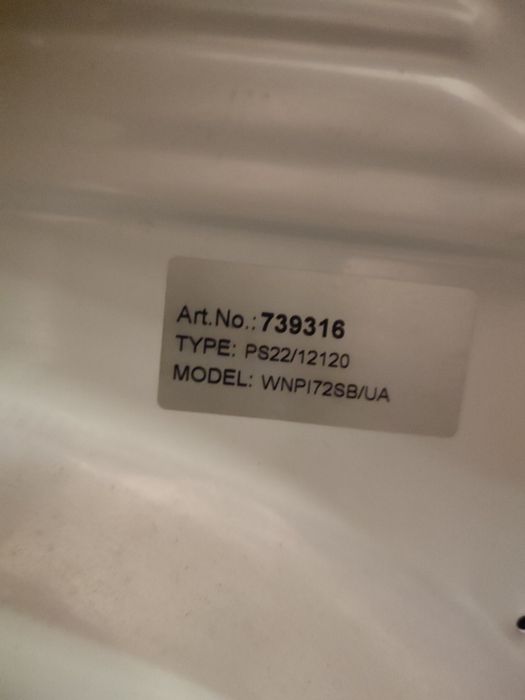 Art.No.:739316
TYPE: PS22/12120
MODEL: WNPI72SB/UA